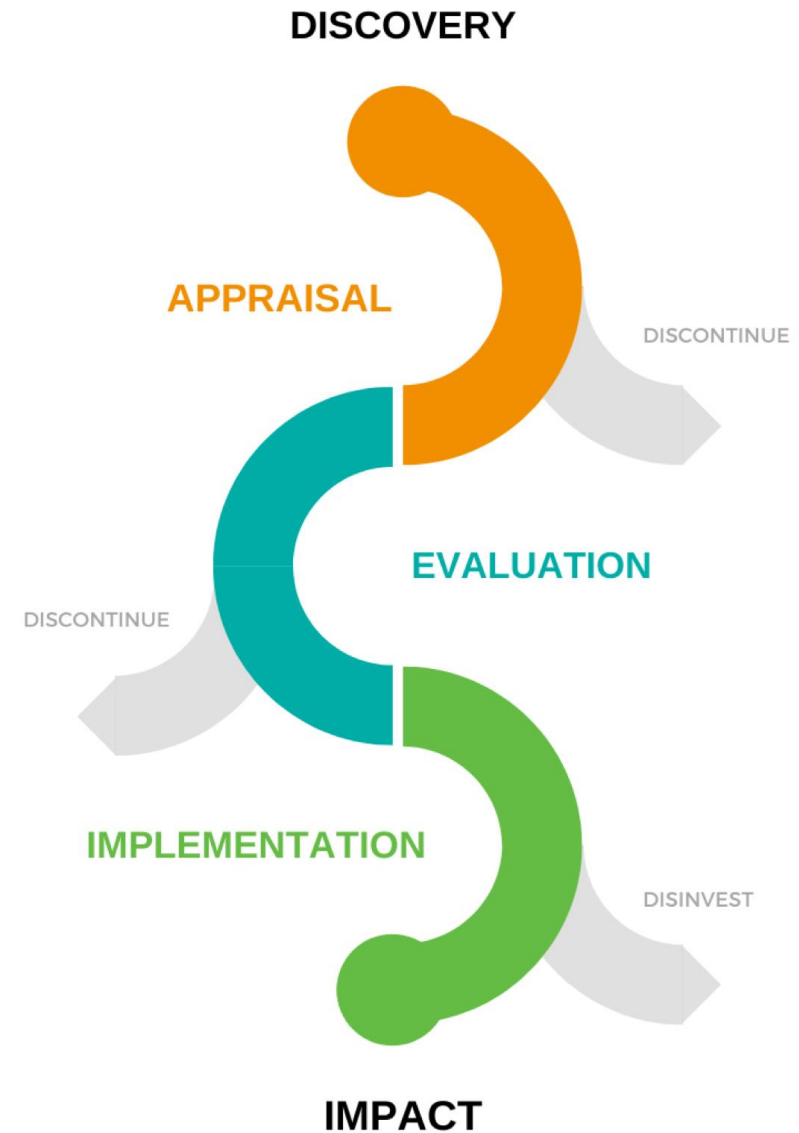 DISCOVERY
APPRAISAL
DISCONTINUE
EVALUATION
DISCONTINUE
IMPLEMENTATION
DISINVEST
IMPACT